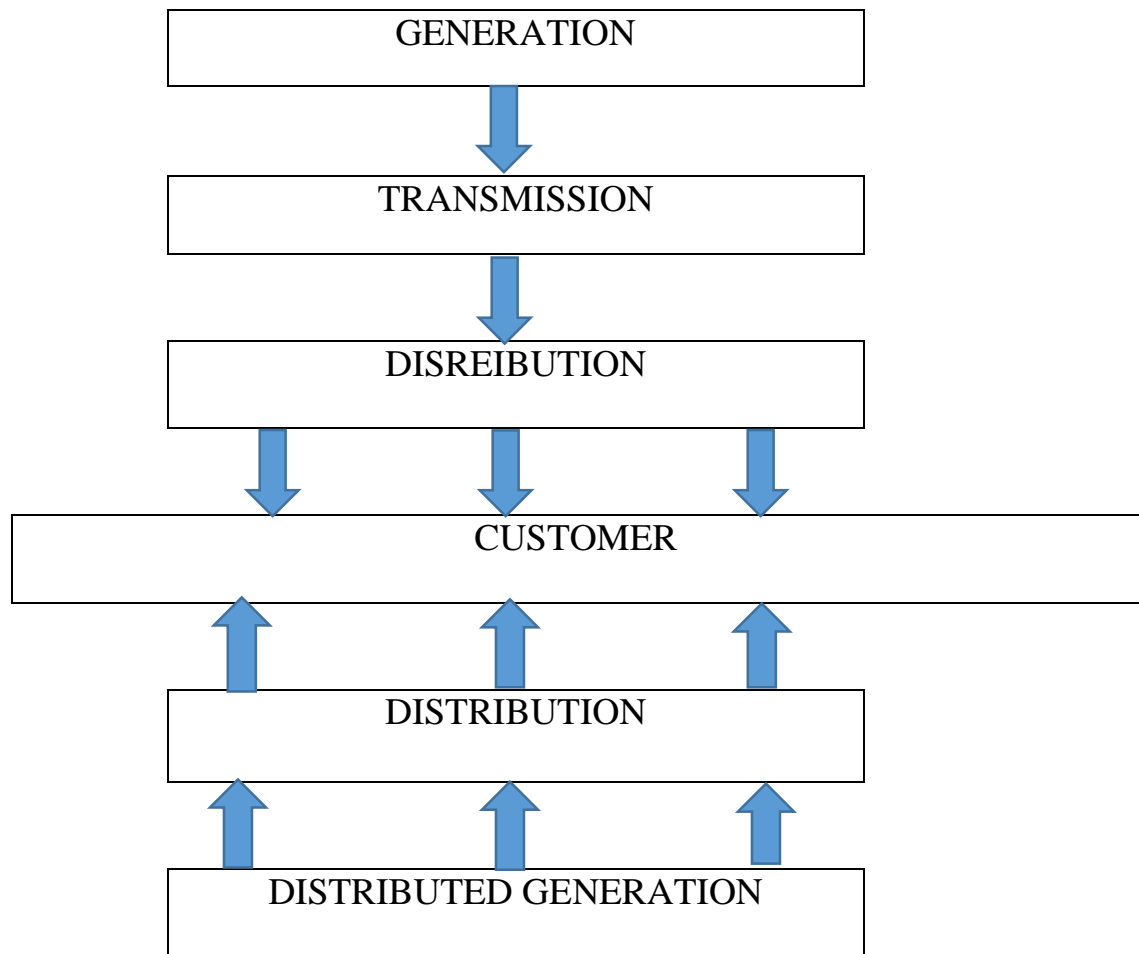 GENERATION
TRANSMISSION
DISREIBUTION
CUSTOMER
DISTRIBUTION
DISTRIBUTED GENERATION